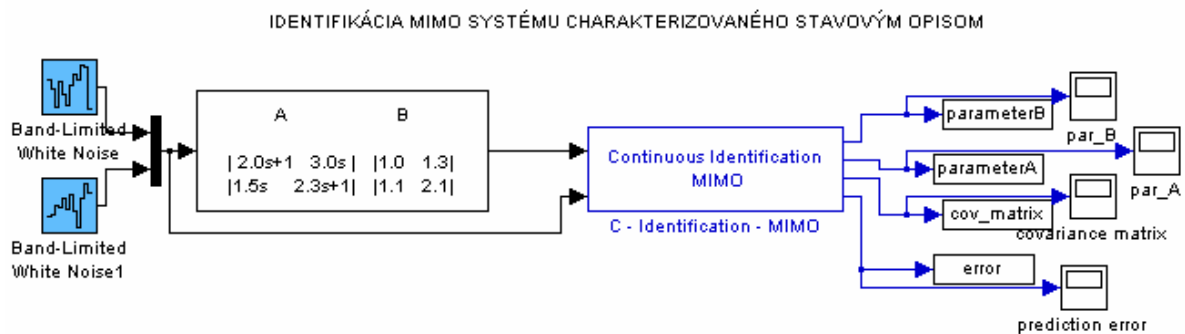 IDENTIFIKÁCIA MIMO SYSTÉMU CHARAKTERIZOVANÉHO STAVOVÝM OPISOM
Band-Limited
White Noise
Band-Limited
White Noise1
A B
| 2.0s+1 3.0s | |1.0 1.3|
|1.5s 2.3s+1| |1.1 2.1|
Continuous Identification
MIMO
C - Identification - MIMO
parameterB
par_B
parameterA
par_A
cov_matrix
covariance matrix
error
prediction error